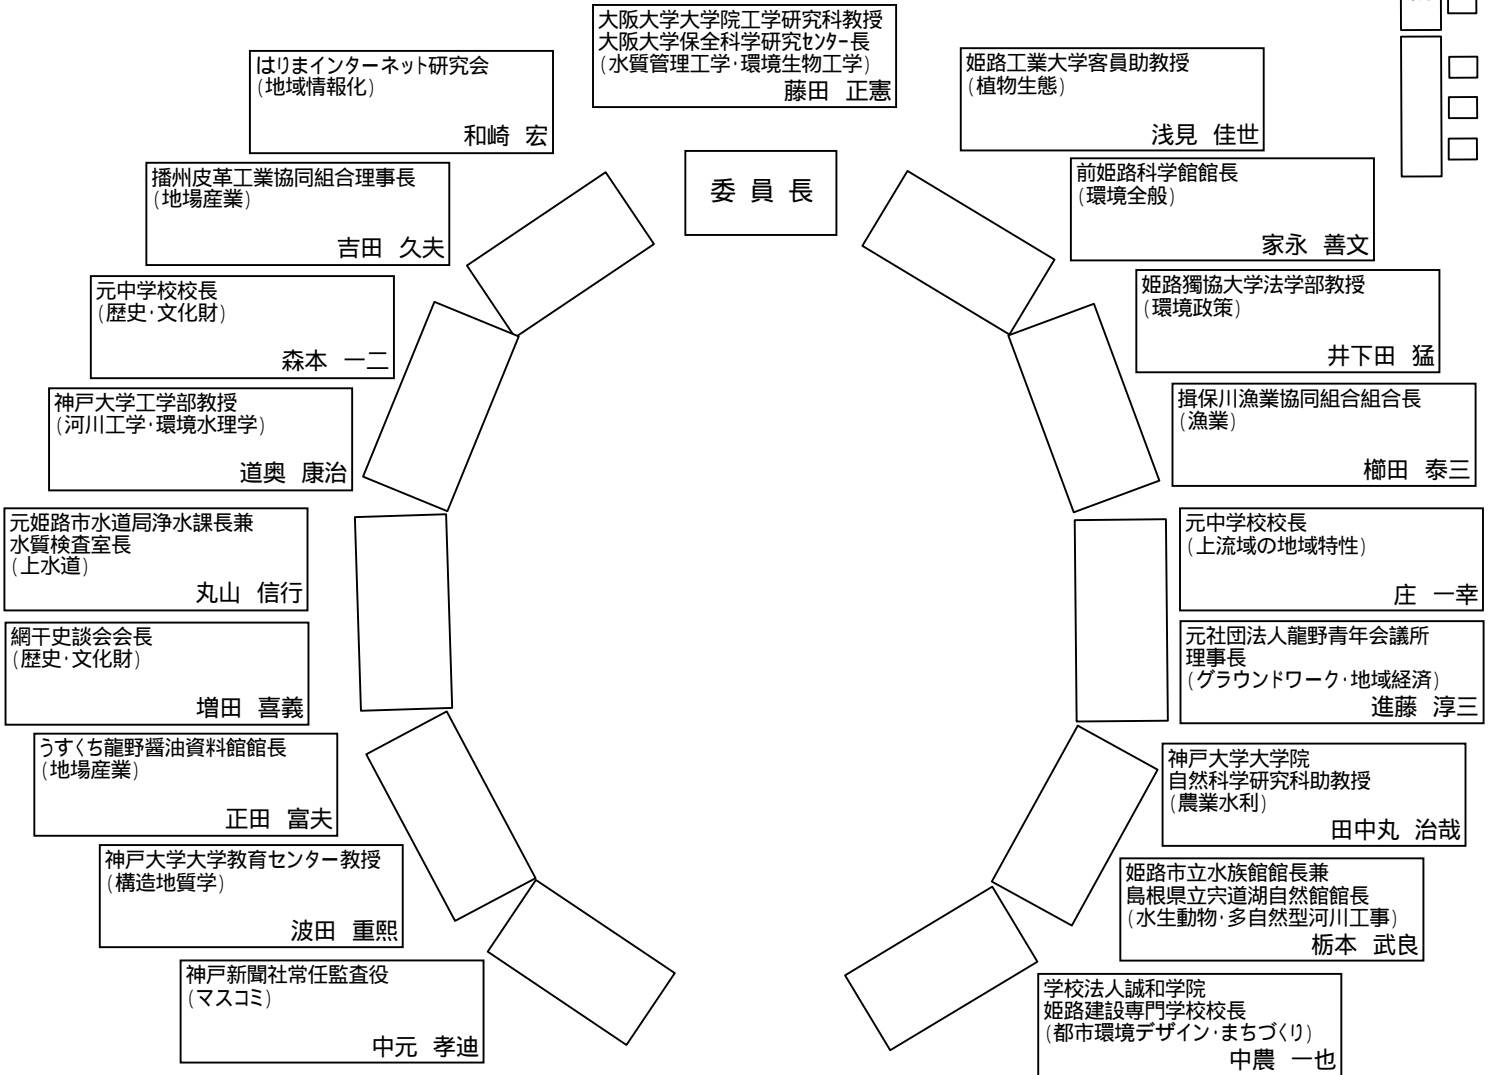 大阪大学大学院工学研究科教授
大阪大学保全科学研究センター長
(水質管理工学･環境生物工学)
藤田 正憲
委 員 長
はりまインターネット研究会
(地域情報化)
和崎 宏
播州皮革工業協同組合理事長
(地場産業)
吉田 久夫
元中学校校長
(歴史･文化財)
森本 一二
神戸大学工学部教授
(河川工学･環境水理学)
道奥 康治
元姫路市水道局浄水課長兼
水質検査室長
(上水道)
丸山 信行
網干史談会会長
(歴史･文化財)
増田 喜義
うすくち龍野醤油資料館館長
(地場産業)
正田 富夫
神戸大学大学教育センター教授
(構造地質学)
波田 重熙
神戸新聞社常任監査役
(マスコミ)
中元 孝迪
姫路工業大学客員助教授
(植物生態)
浅見 佳世
前姫路科学館館長
(環境全般)
家永 善文
姫路獨協大学法学部教授
(環境政策)
井下田 猛
揖保川漁業協同組合組合長
(漁業)
櫛田 泰三
元中学校校長
(上流域の地域特性)
庄 一幸
元社団法人龍野青年会議所
理事長
(グラウンドワーク･地域経済)
進藤 淳三
神戸大学大学院
自然科学研究科助教授
(農業水利)
田中丸 治哉
姫路市立水族館館長兼
島根県立宍道湖自然館館長
(水生動物･多自然型河川工事)
栃本 武良
学校法人誠和学院
姫路建設専門学校校長
(都市環境デザイン･まちづくり)
中農 一也